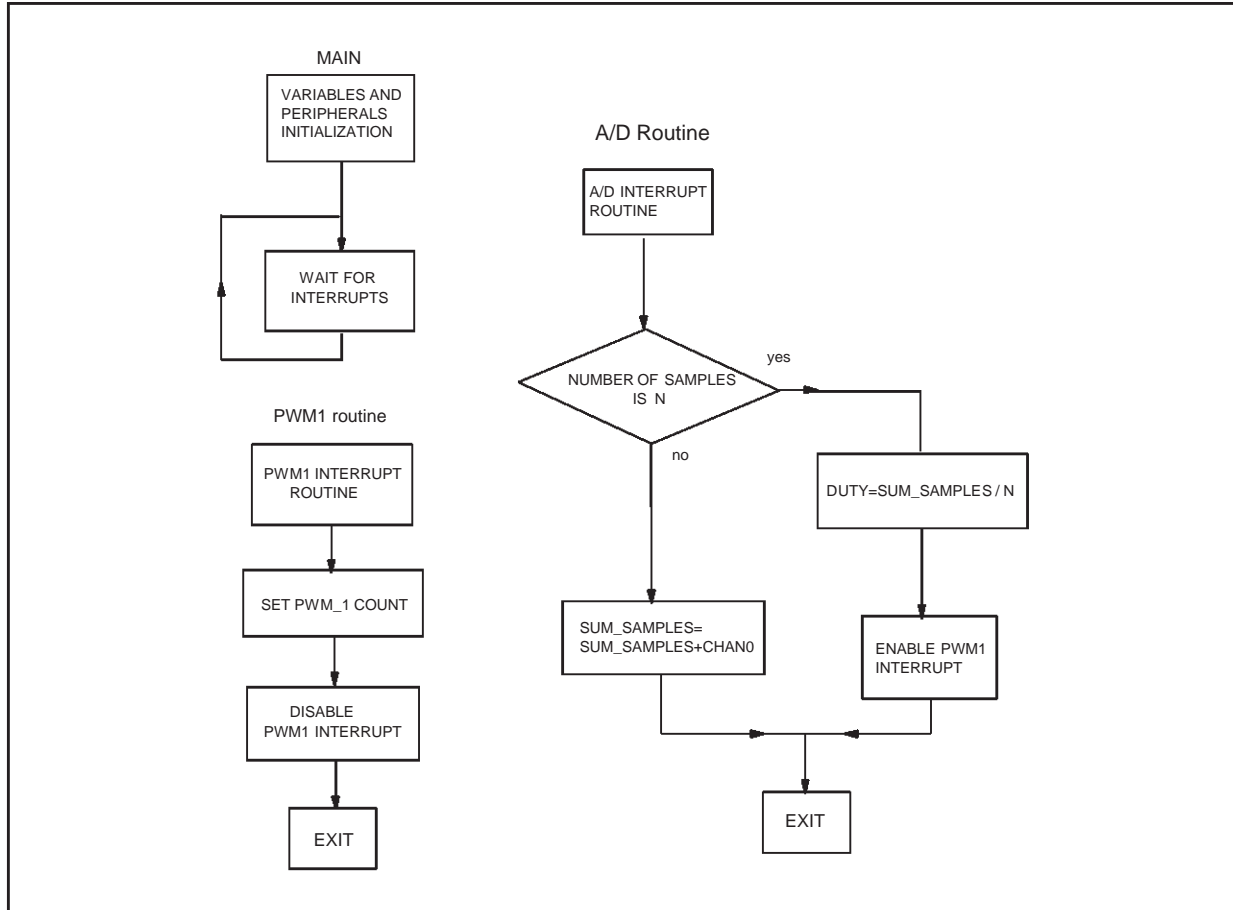 MAIN
VARIABLES AND
PERIPHERALS
INITIALIZATION
WAIT FOR
INTERRUPTS
PWM1 routine
PWM1 INTERRUPT
ROUTINE
SET PWM_1 COUNT
DISABLE
PWM1 INTERRUPT
EXIT
A/D Routine
A/D INTERRUPT
ROUTINE
NUMBER OF SAMPLES
IS N
yes
no
DUTY=SUM_SAMPLES / N
SUM_SAMPLES=
SUM_SAMPLES+CHAN0
ENABLE PWM1
INTERRUPT
EXIT